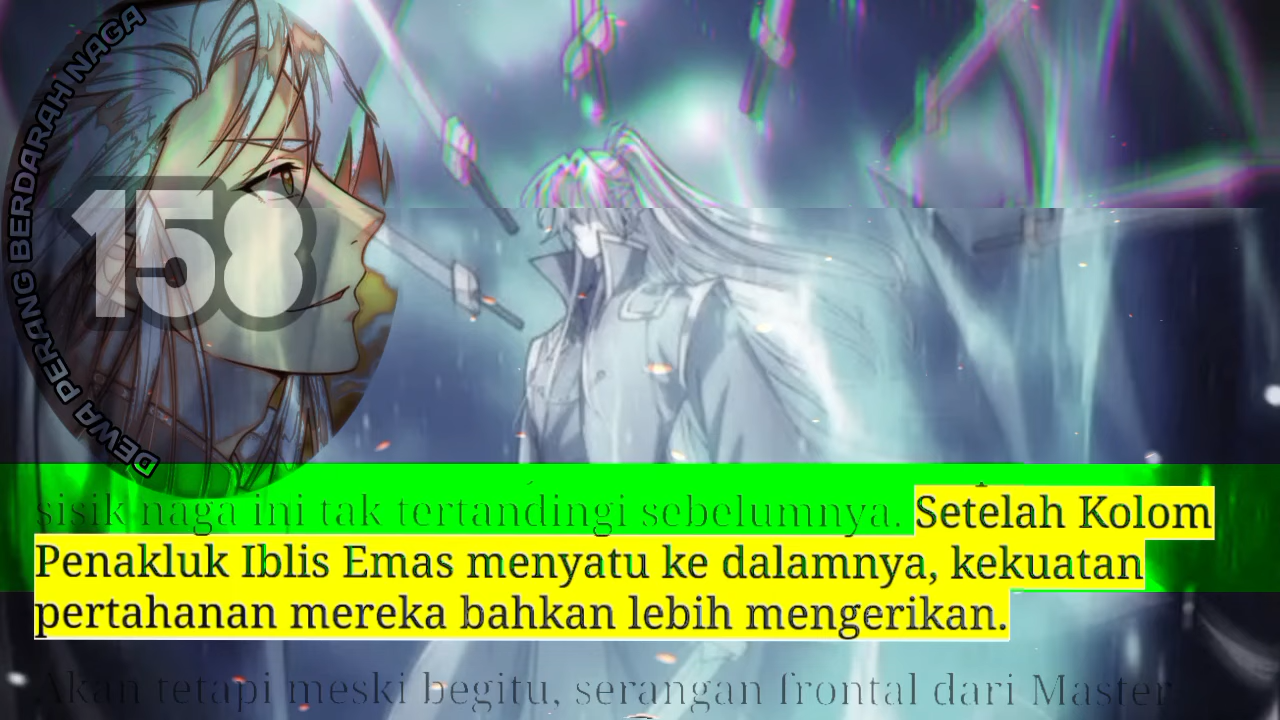 DEWA PERANG BERDARAH NAGA
158
sisik naga ini tak tertandingi sebelumnya. Setelah Kolom
Penakluk Iblis Emas menyatu ke dalamnya, kekuatan
pertahanan mereka bahkan lebih mengerikan.
Akan tetapi meski begitu, serangan frontal dari Master